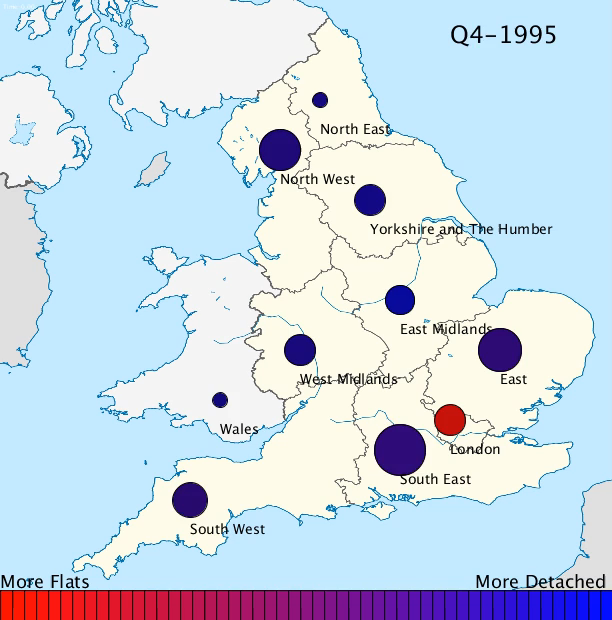 Q4-1995
North East
North West
Yorkshire and The Humber
East Midlands
West Midlands
East
Wales
London
South East
South West
More Flats
More Detached